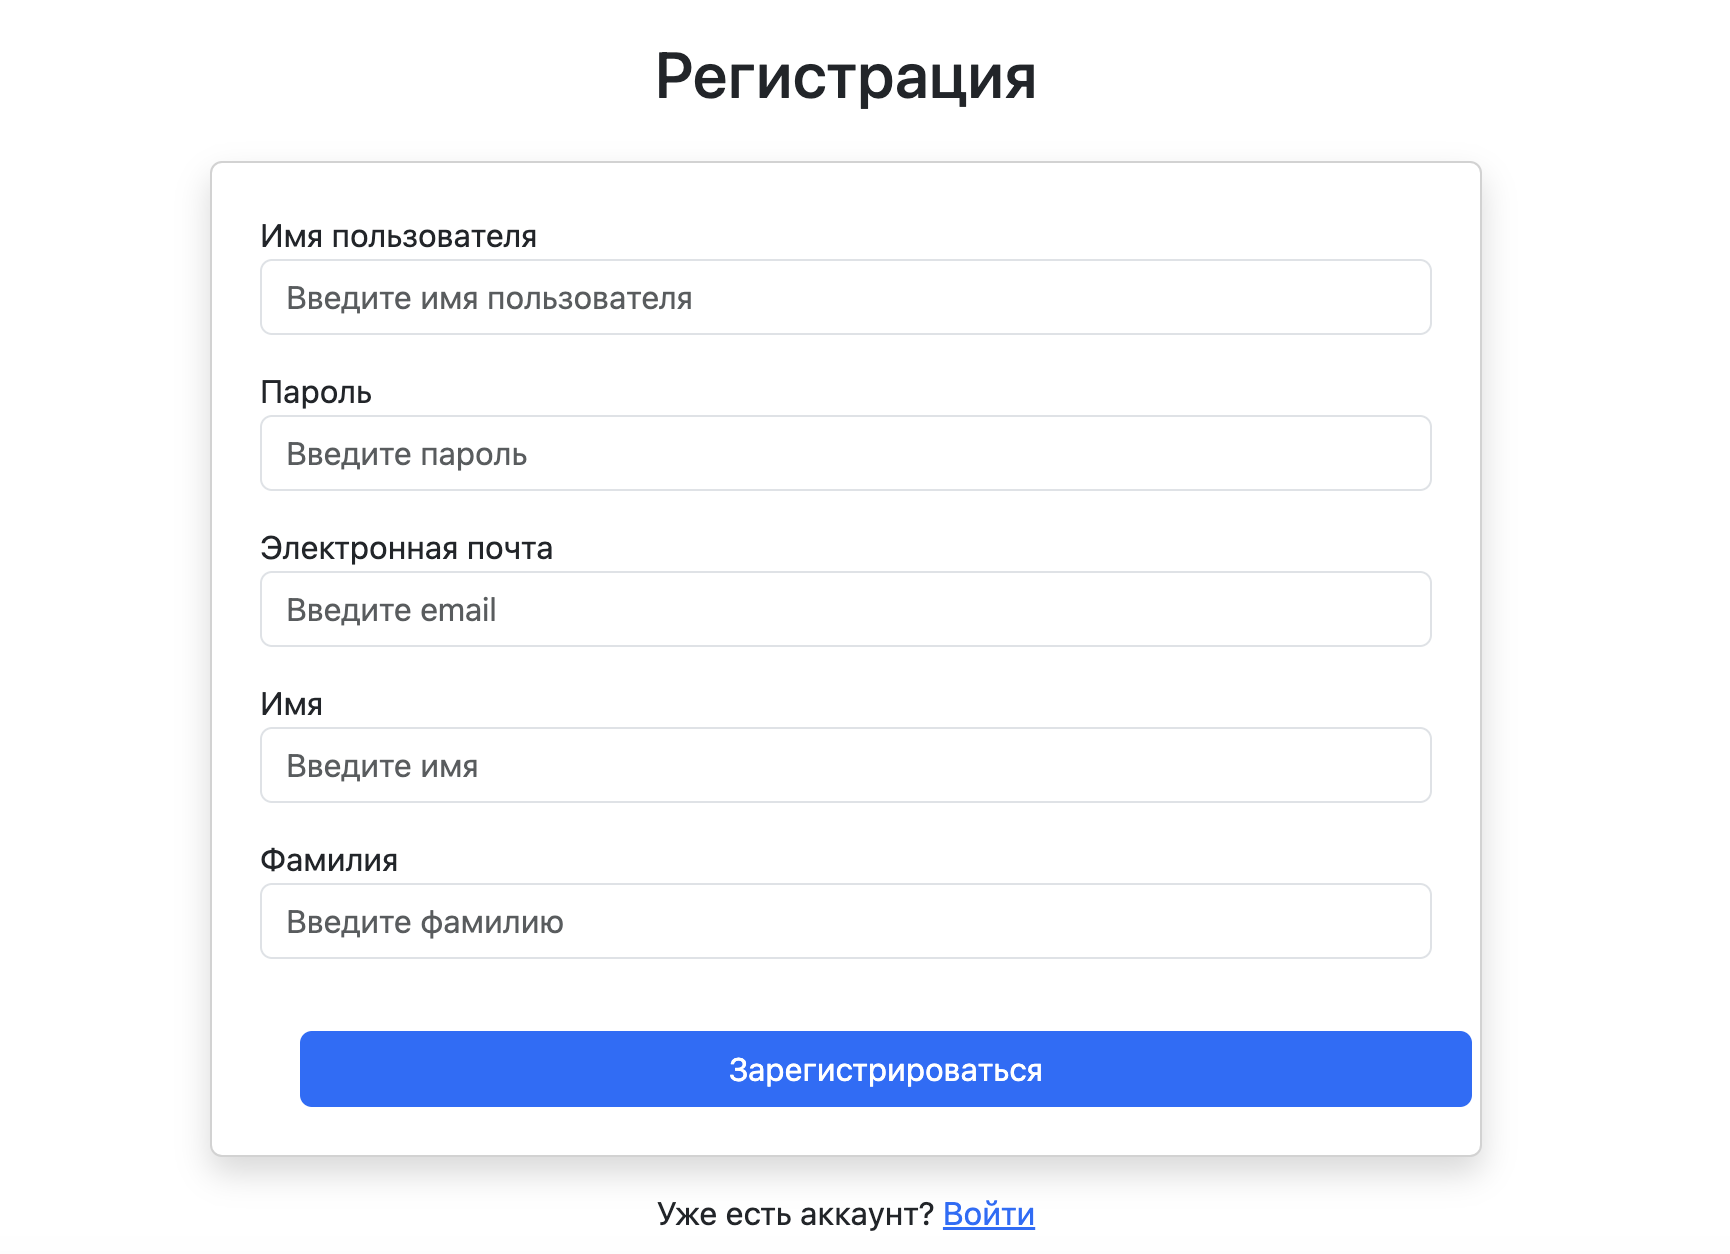 Регистрация
Имя пользователя
Введите имя пользователя
Пароль
Введите пароль
Электронная почта
Введите email
Имя
Введите имя
Фамилия
Введите фамилию
Зарегистрироваться
Уже есть аккаунт? Войти